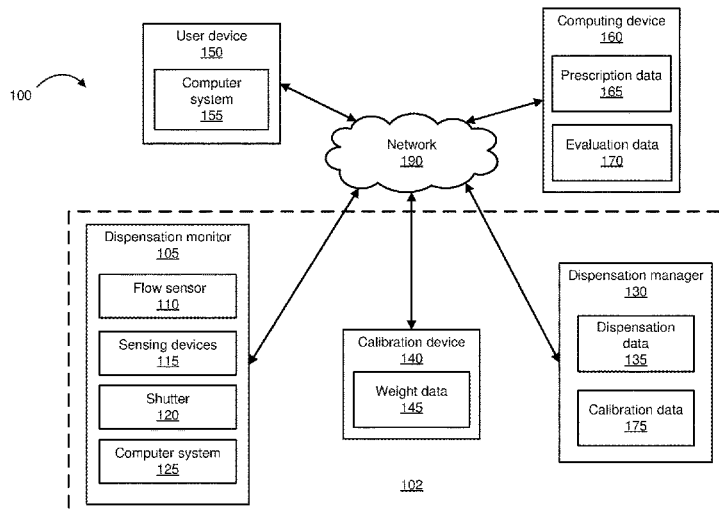 100
User device
150
Computer
system
155
Computing device
160
Prescription data
165
Evaluation data
170
Network
190
Dispensation monitor
105
Flow sensor
110
Sensing devices
115
Shutter
120
Computer system
125
Calibration device
140
Weight data
145
Dispensation manager
130
Dispensation
data
135
Calibration data
175
102